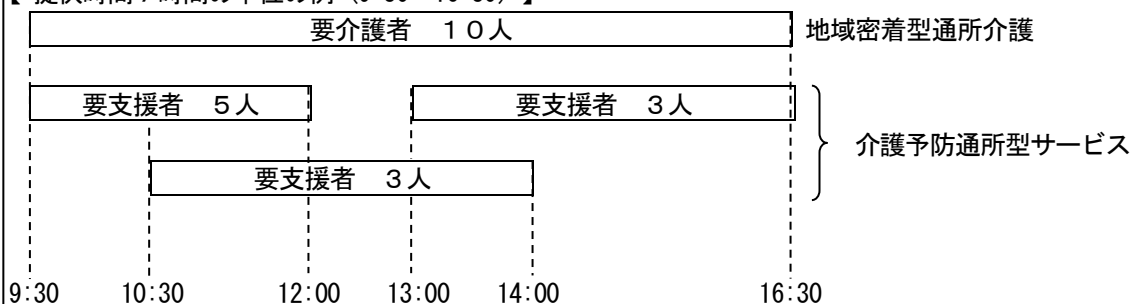 【 提供時間７時間の単位の例（9:30～16:30）】
要介護者　１０人
地域密着型通所介護
要支援者　５人
要支援者　３人
介護予防通所型サービス
要支援者　３人
9:30　10:30　12:00　13:00　14:00　16:30